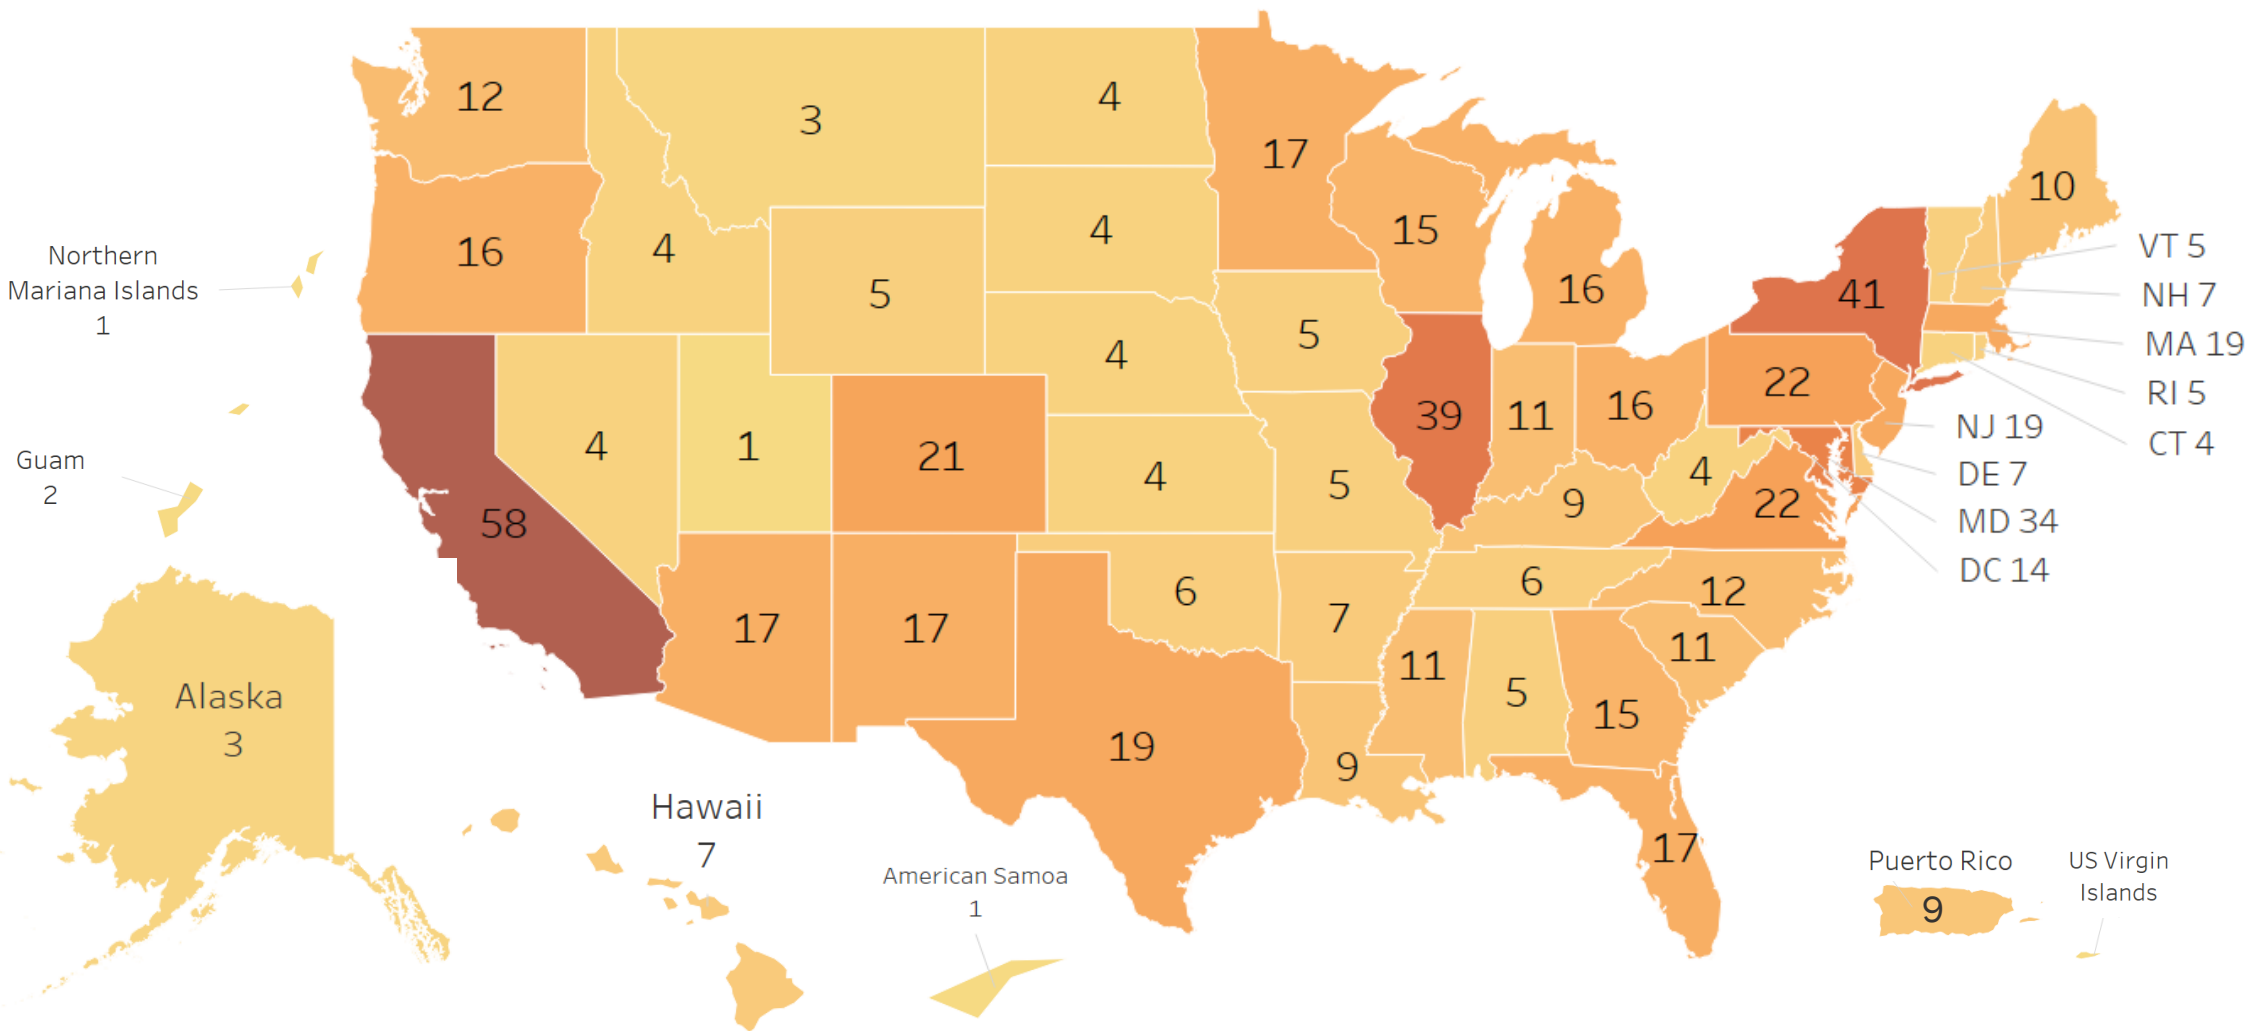 12
3
4
17
10
16
4
5
4
15
16
41
VT 5
NH 7
MA 19
RI 5
CT 4
Northern
Mariana Islands
1
5
4
22
NJ 19
DE 7
MD 34
DC 14
58
4
1
21
4
5
39
11
16
4
22
9
Guam
2
17
17
6
7
6
12
11
11
5
15
19
9
17
Alaska
3
Hawaii
7
American Samoa
1
Puerto Rico
9
US Virgin
Islands